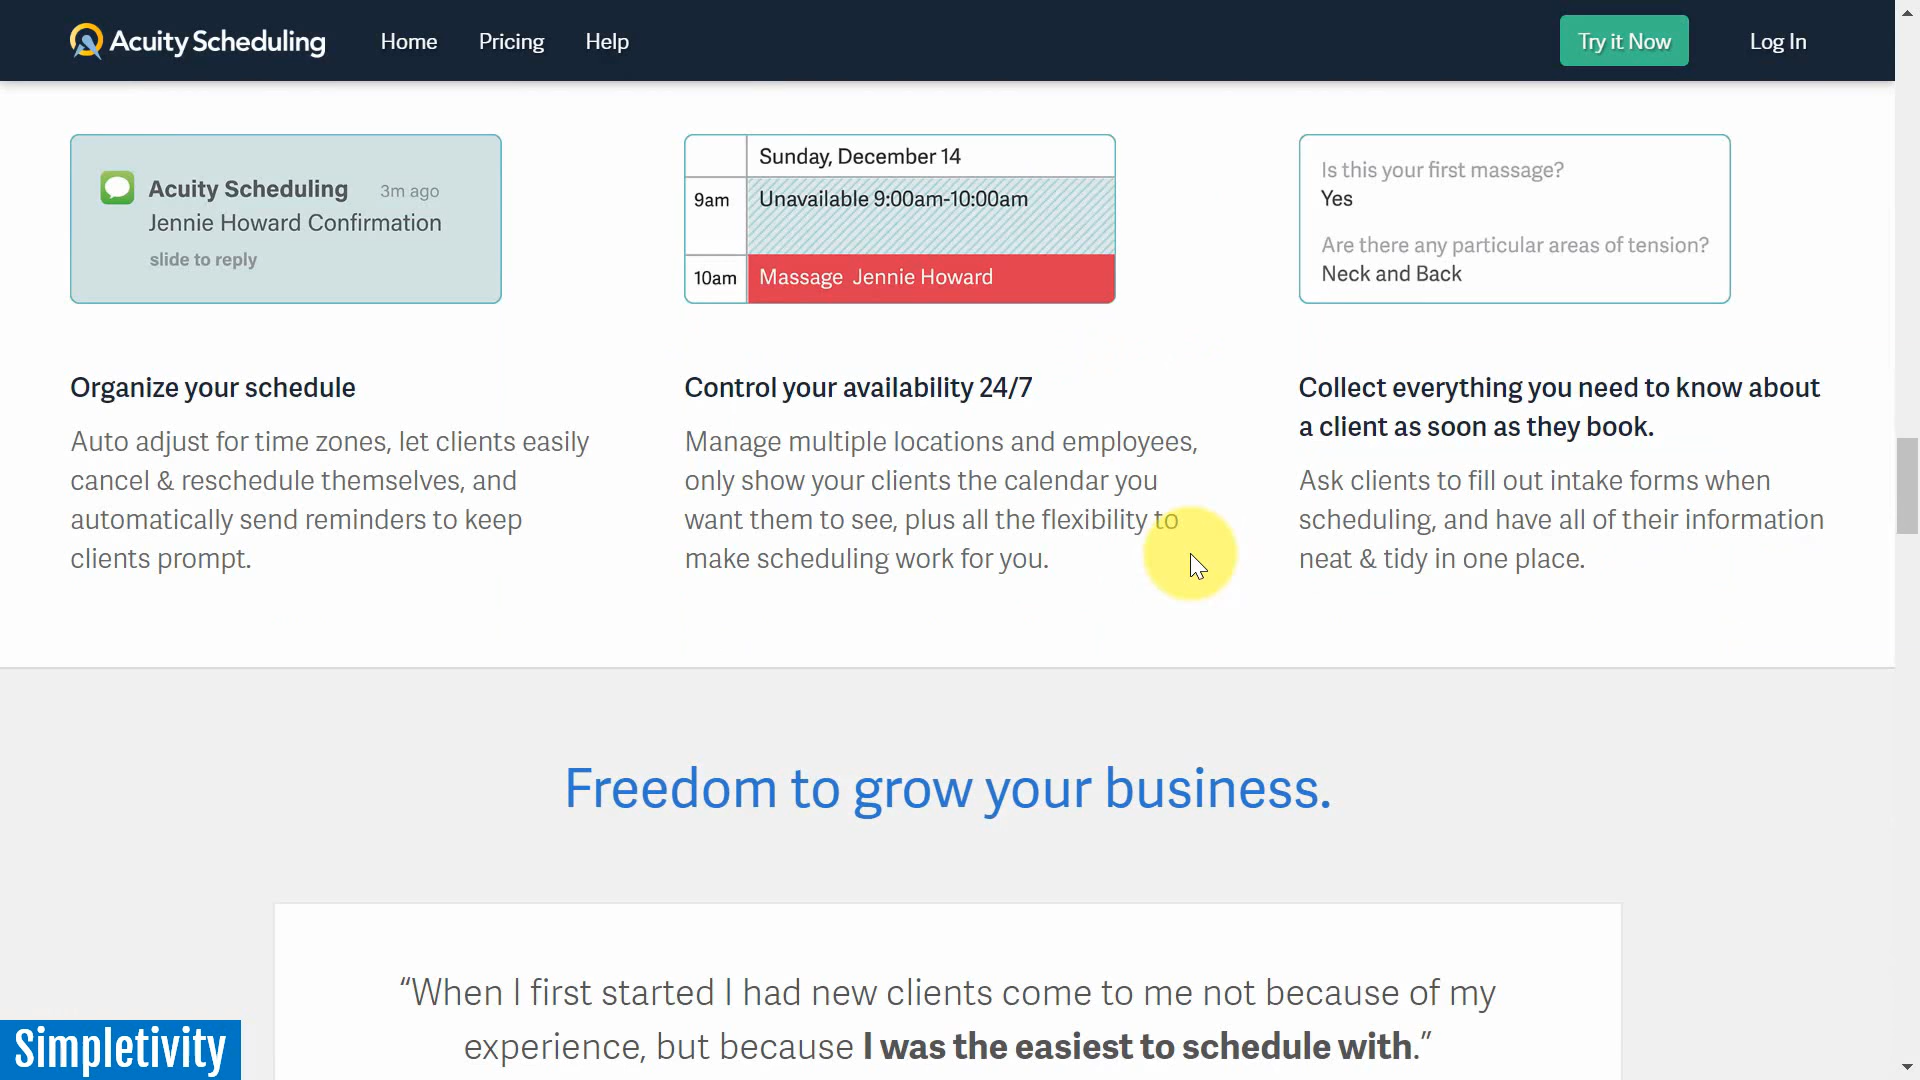 Acuity Scheduling Home Pricing Help Try it Now Log In
Acuity Scheduling 3m ago
Jennie Howard Confirmation
slide to reply
Sunday, December 14
9am Unavailable 9:00am-10:00am
10am Massage Jennie Howard
Is this your first massage?
Yes
Are there any particular areas of tension?
Neck and Back
Organize your schedule
Auto adjust for time zones, let clients easily
cancel & reschedule themselves, and
automatically send reminders to keep
clients prompt.
Control your availability 24/7
Manage multiple locations and employees,
only show your clients the calendar you
want them to see, plus all the flexibility to
make scheduling work for you.
Collect everything you need to know about
a client as soon as they book.
Ask clients to fill out intake forms when
scheduling, and have all of their information
neat & tidy in one place.
Freedom to grow your business.
“When I first started I had new clients come to me not because of my
experience, but because I was the easiest to schedule with.”
Simpletivity